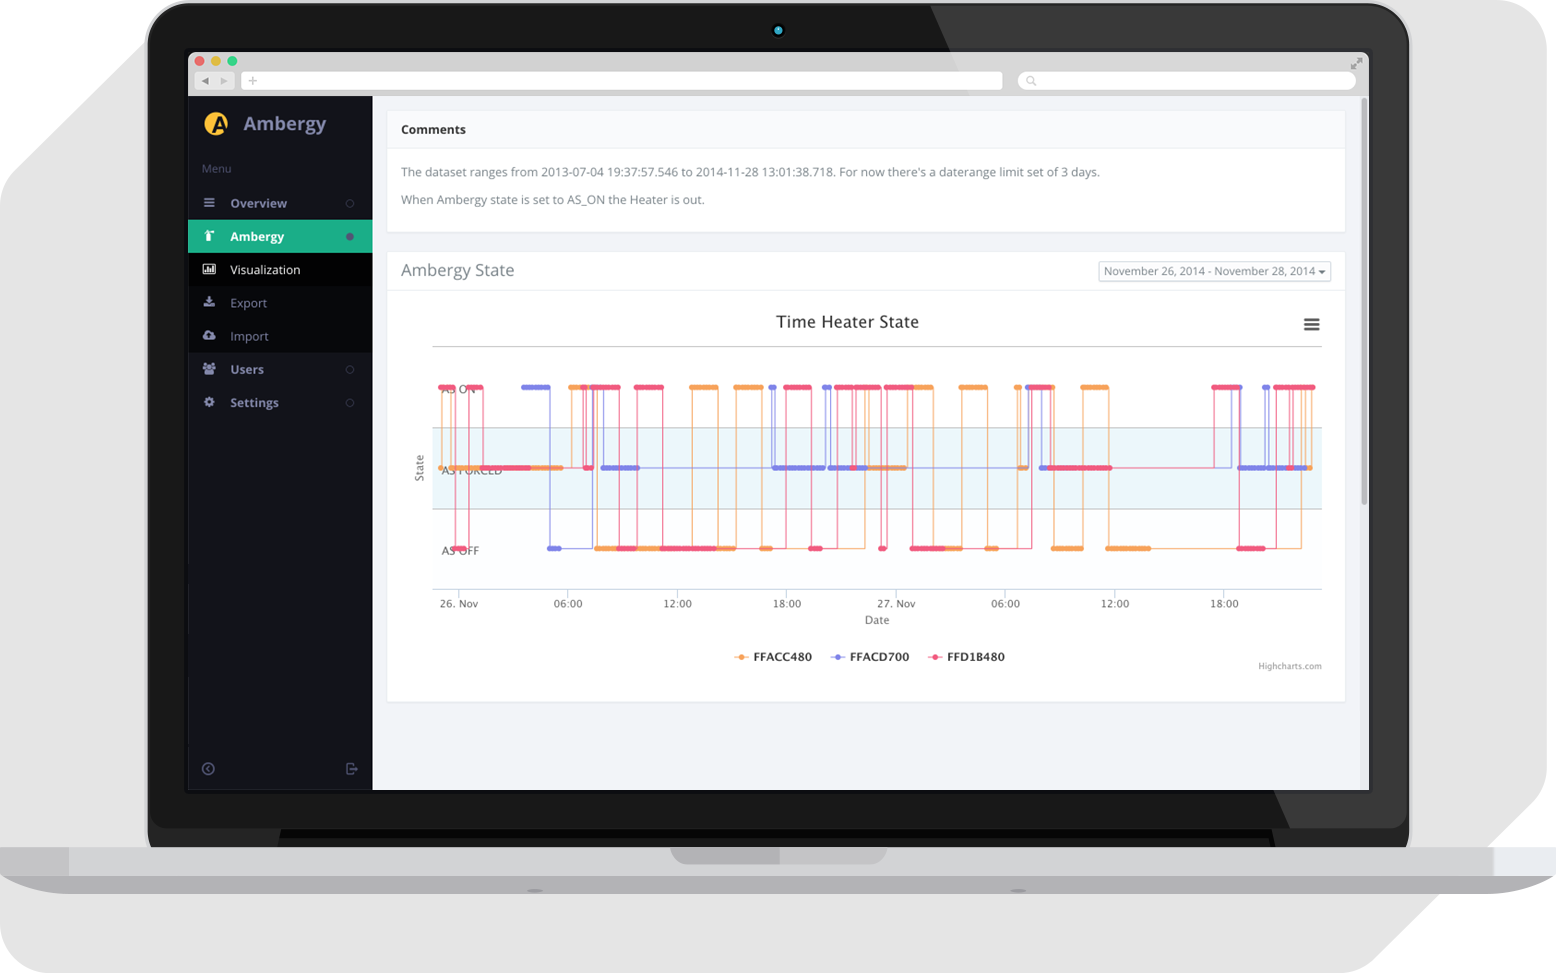 Ambergy
Menu
Overview
Ambergy
Visualization
Export
Import
Users
Settings
Comments
The dataset ranges from 2013-07-04 19:37:57.546 to 2014-11-28 13:01:38.718. For now there's a daterange limit set of 3 days.
When Ambergy state is set to AS_ON the Heater is out.
Ambergy State
November 26, 2014 - November 28, 2014
Time Heater State
State
AS ON
AS FORCED
AS OFF
26. Nov 06:00 12:00 18:00 27. Nov 06:00 12:00 18:00
Date
FFACC480 FFACD700 FFD1B480
Highcharts.com